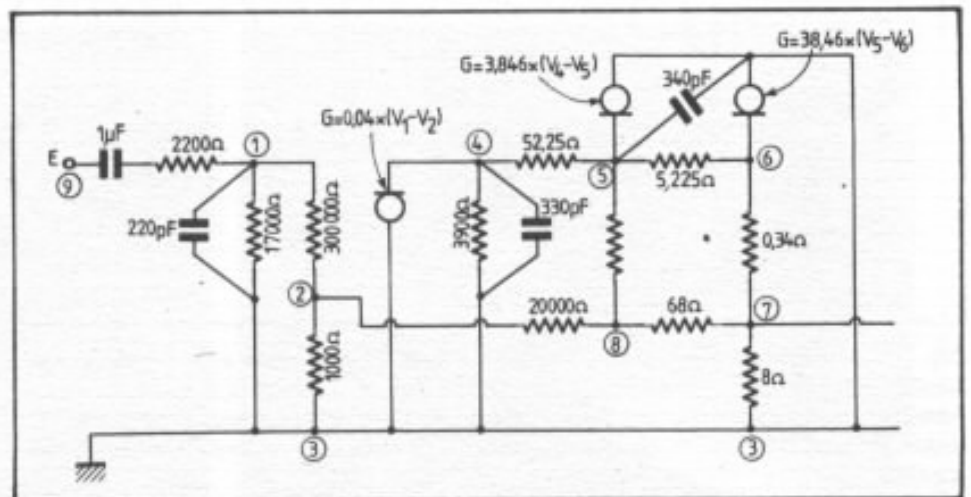 G=38,46×(V5−V6)
G=3,846×(V4−V5)
340pF
G=0,04×(V1−V2)
1µF
2200Ω
①
④
52,25Ω
E
⑨
⑤
5,225Ω
⑥
220pF
17000Ω
300 000Ω
3900Ω
330pF
0,34Ω
②
20000Ω
68Ω
⑦
⑧
1000Ω
8Ω
③
③